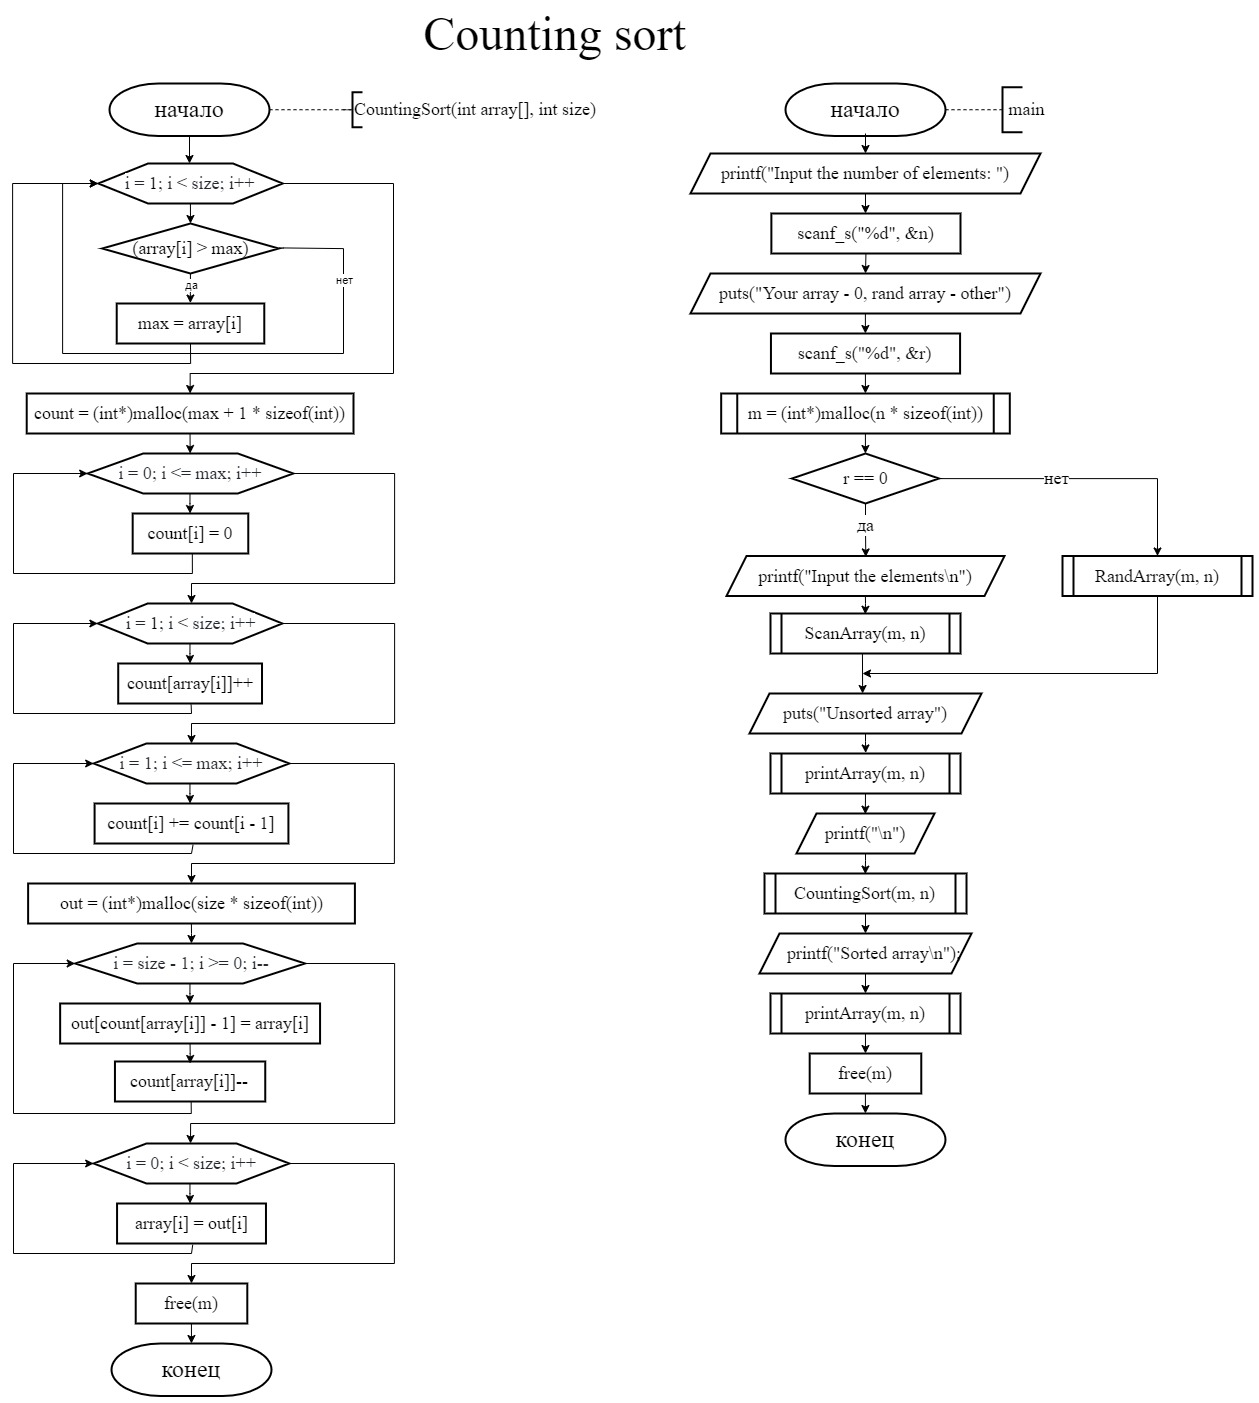 Counting sort
начало
CountingSort(int array[], int size)
i = 1; i < size; i++
(array[i] > max)
да
нет
max = array[i]
count = (int*)malloc(max + 1 * sizeof(int))
i = 0; i <= max; i++
count[i] = 0
i = 1; i < size; i++
count[array[i]]++
i = 1; i <= max; i++
count[i] += count[i - 1]
out = (int*)malloc(size * sizeof(int))
i = size - 1; i >= 0; i--
out[count[array[i]] - 1] = array[i]
count[array[i]]--
i = 0; i < size; i++
array[i] = out[i]
free(m)
конец
начало
main
printf("Input the number of elements: ")
scanf_s("%d", &n)
puts("Your array - 0, rand array - other")
scanf_s("%d", &r)
m = (int*)malloc(n * sizeof(int))
r == 0
нет
да
printf("Input the elements\n")
RandArray(m, n)
ScanArray(m, n)
puts("Unsorted array")
printArray(m, n)
printf("\n")
CountingSort(m, n)
printf("Sorted array\n");
printArray(m, n)
free(m)
конец